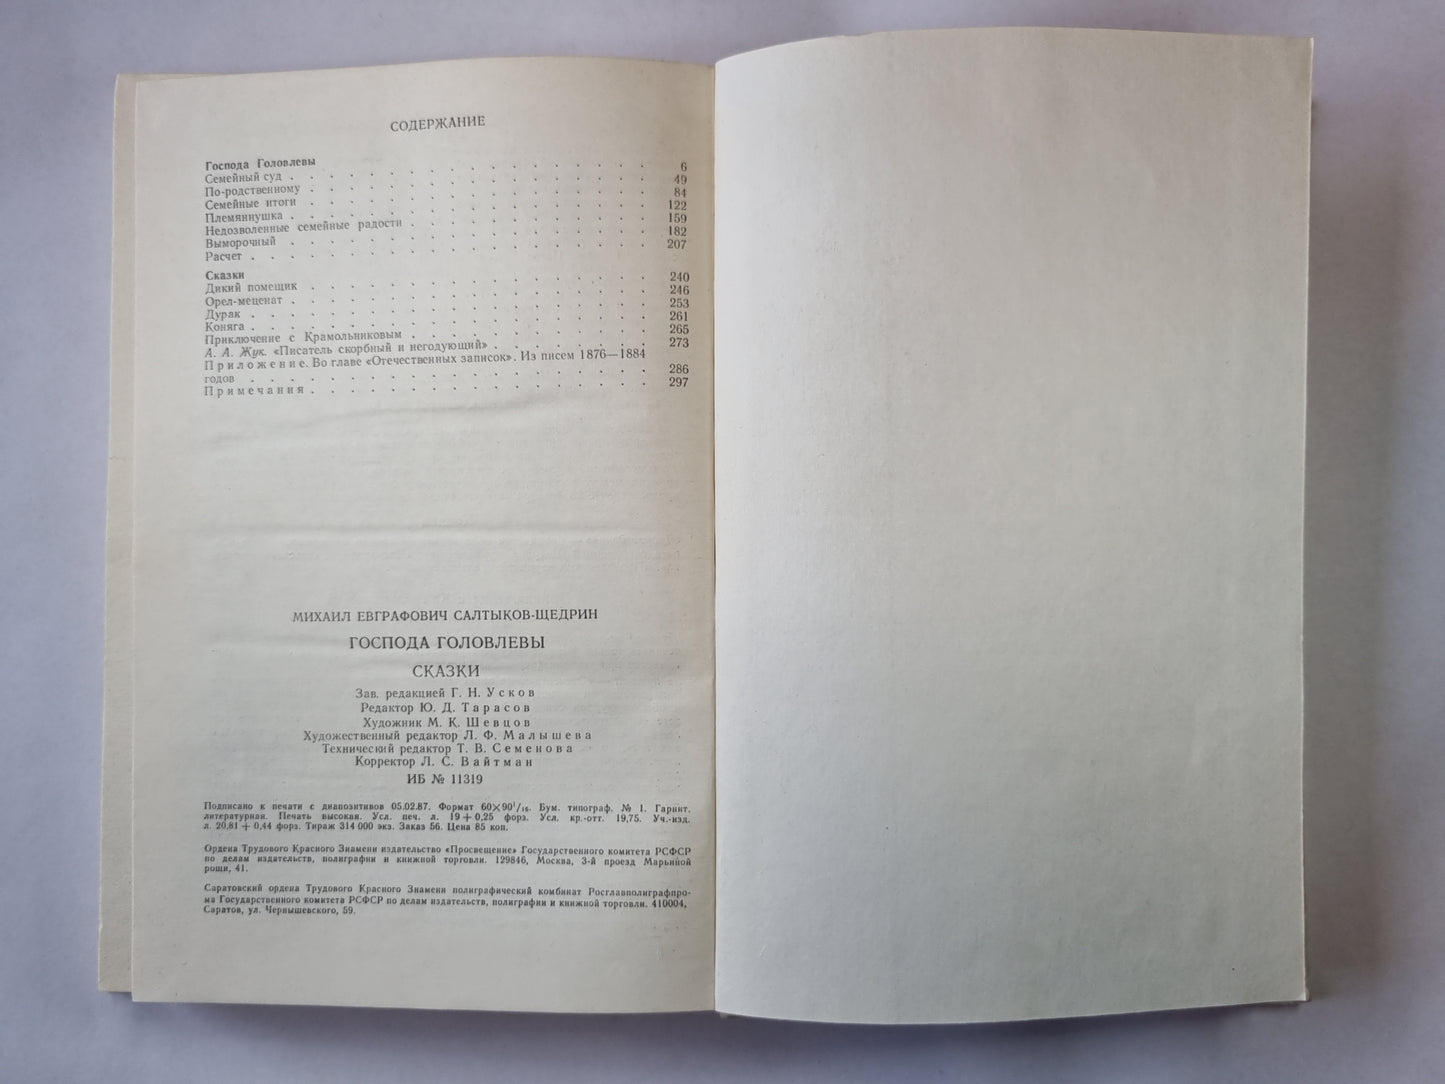 СОДЕРЖАНИЕ
Господа Головлевы
Семейный суд . . . . . . . . . . . . . . . . 6
По-родственному . . . . . . . . . . . . . . . 49
Семейные итоги . . . . . . . . . . . . . . . 84
Племяннушка . . . . . . . . . . . . . . . . 122
Недозволенные семейные радости . . . . . . . . . . 159
Выморочный . . . . . . . . . . . . . . . . 182
Расчет . . . . . . . . . . . . . . . . . . 207
Сказки
Дикий помещик . . . . . . . . . . . . . . . 240
Орел-меценат . . . . . . . . . . . . . . . . 246
Дурак . . . . . . . . . . . . . . . . . . 253
Коняга . . . . . . . . . . . . . . . . . . 261
Приключение с Крамольниковым . . . . . . . . . . 265
А. А. Жук. «Писатель скорбный и негодующий» . . . . . . . 273
Приложение. Во главе «Отечественных записок». Из писем 1876—1884
годов . . . . . . . . . . . . . . . . . . 286
Примечания . . . . . . . . . . . . . . . . 297
МИХАИЛ ЕВГРАФОВИЧ САЛТЫКОВ-ЩЕДРИН
ГОСПОДА ГОЛОВЛЕВЫ
СКАЗКИ
Зав. редакцией Г. Н. Усков
Редактор Ю. Д. Тарасов
Художник М. К. Шевцов
Художественный редактор Л. Ф. Малышева
Технический редактор Т. В. Семенова
Корректор Л. С. Вайтман
ИБ № 11319
Подписано к печати с диапозитивов 05.02.87. Формат 60×90¹/₁₆. Бум. типограф. № 1. Гарнит.
литературная. Печать высокая. Усл. печ. л. 19+0,25 форз. Усл. кр.-отт. 19,75. Уч.-изд.
л. 20,81+0,44 форз. Тираж 314 000 экз. Заказ 56. Цена 85 коп.
Ордена Трудового Красного Знамени издательство «Просвещение» Государственного комитета РСФСР
по делам издательств, полиграфии и книжной торговли. 129846, Москва, 3-й проезд Марьиной
рощи, 41.
Саратовский ордена Трудового Красного Знамени полиграфический комбинат Росглавполиграфпро-
ма Государственного комитета РСФСР по делам издательств, полиграфии и книжной торговли. 410004,
Саратов, ул. Чернышевского, 59.